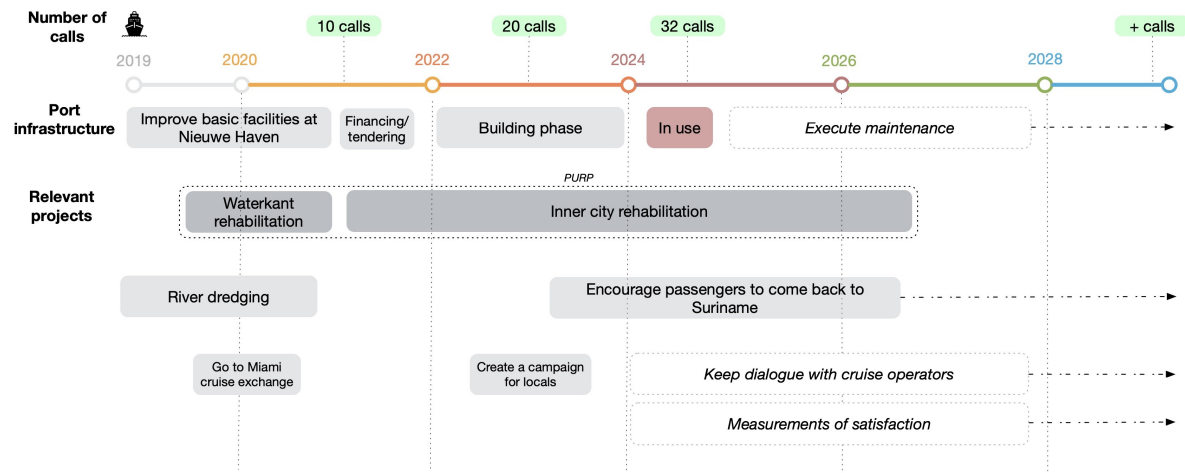 Number of
calls
10 calls
20 calls
32 calls
+ calls
2019
2020
2022
2024
2026
2028
Port
infrastructure
Improve basic facilities at
Nieuwe Haven
Financing/
tendering
Building phase
In use
Execute maintenance
PURP
Relevant
projects
Waterkant
rehabilitation
Inner city rehabilitation
River dredging
Encourage passengers to come back to
Suriname
Go to Miami
cruise exchange
Create a campaign
for locals
Keep dialogue with cruise operators
Measurements of satisfaction